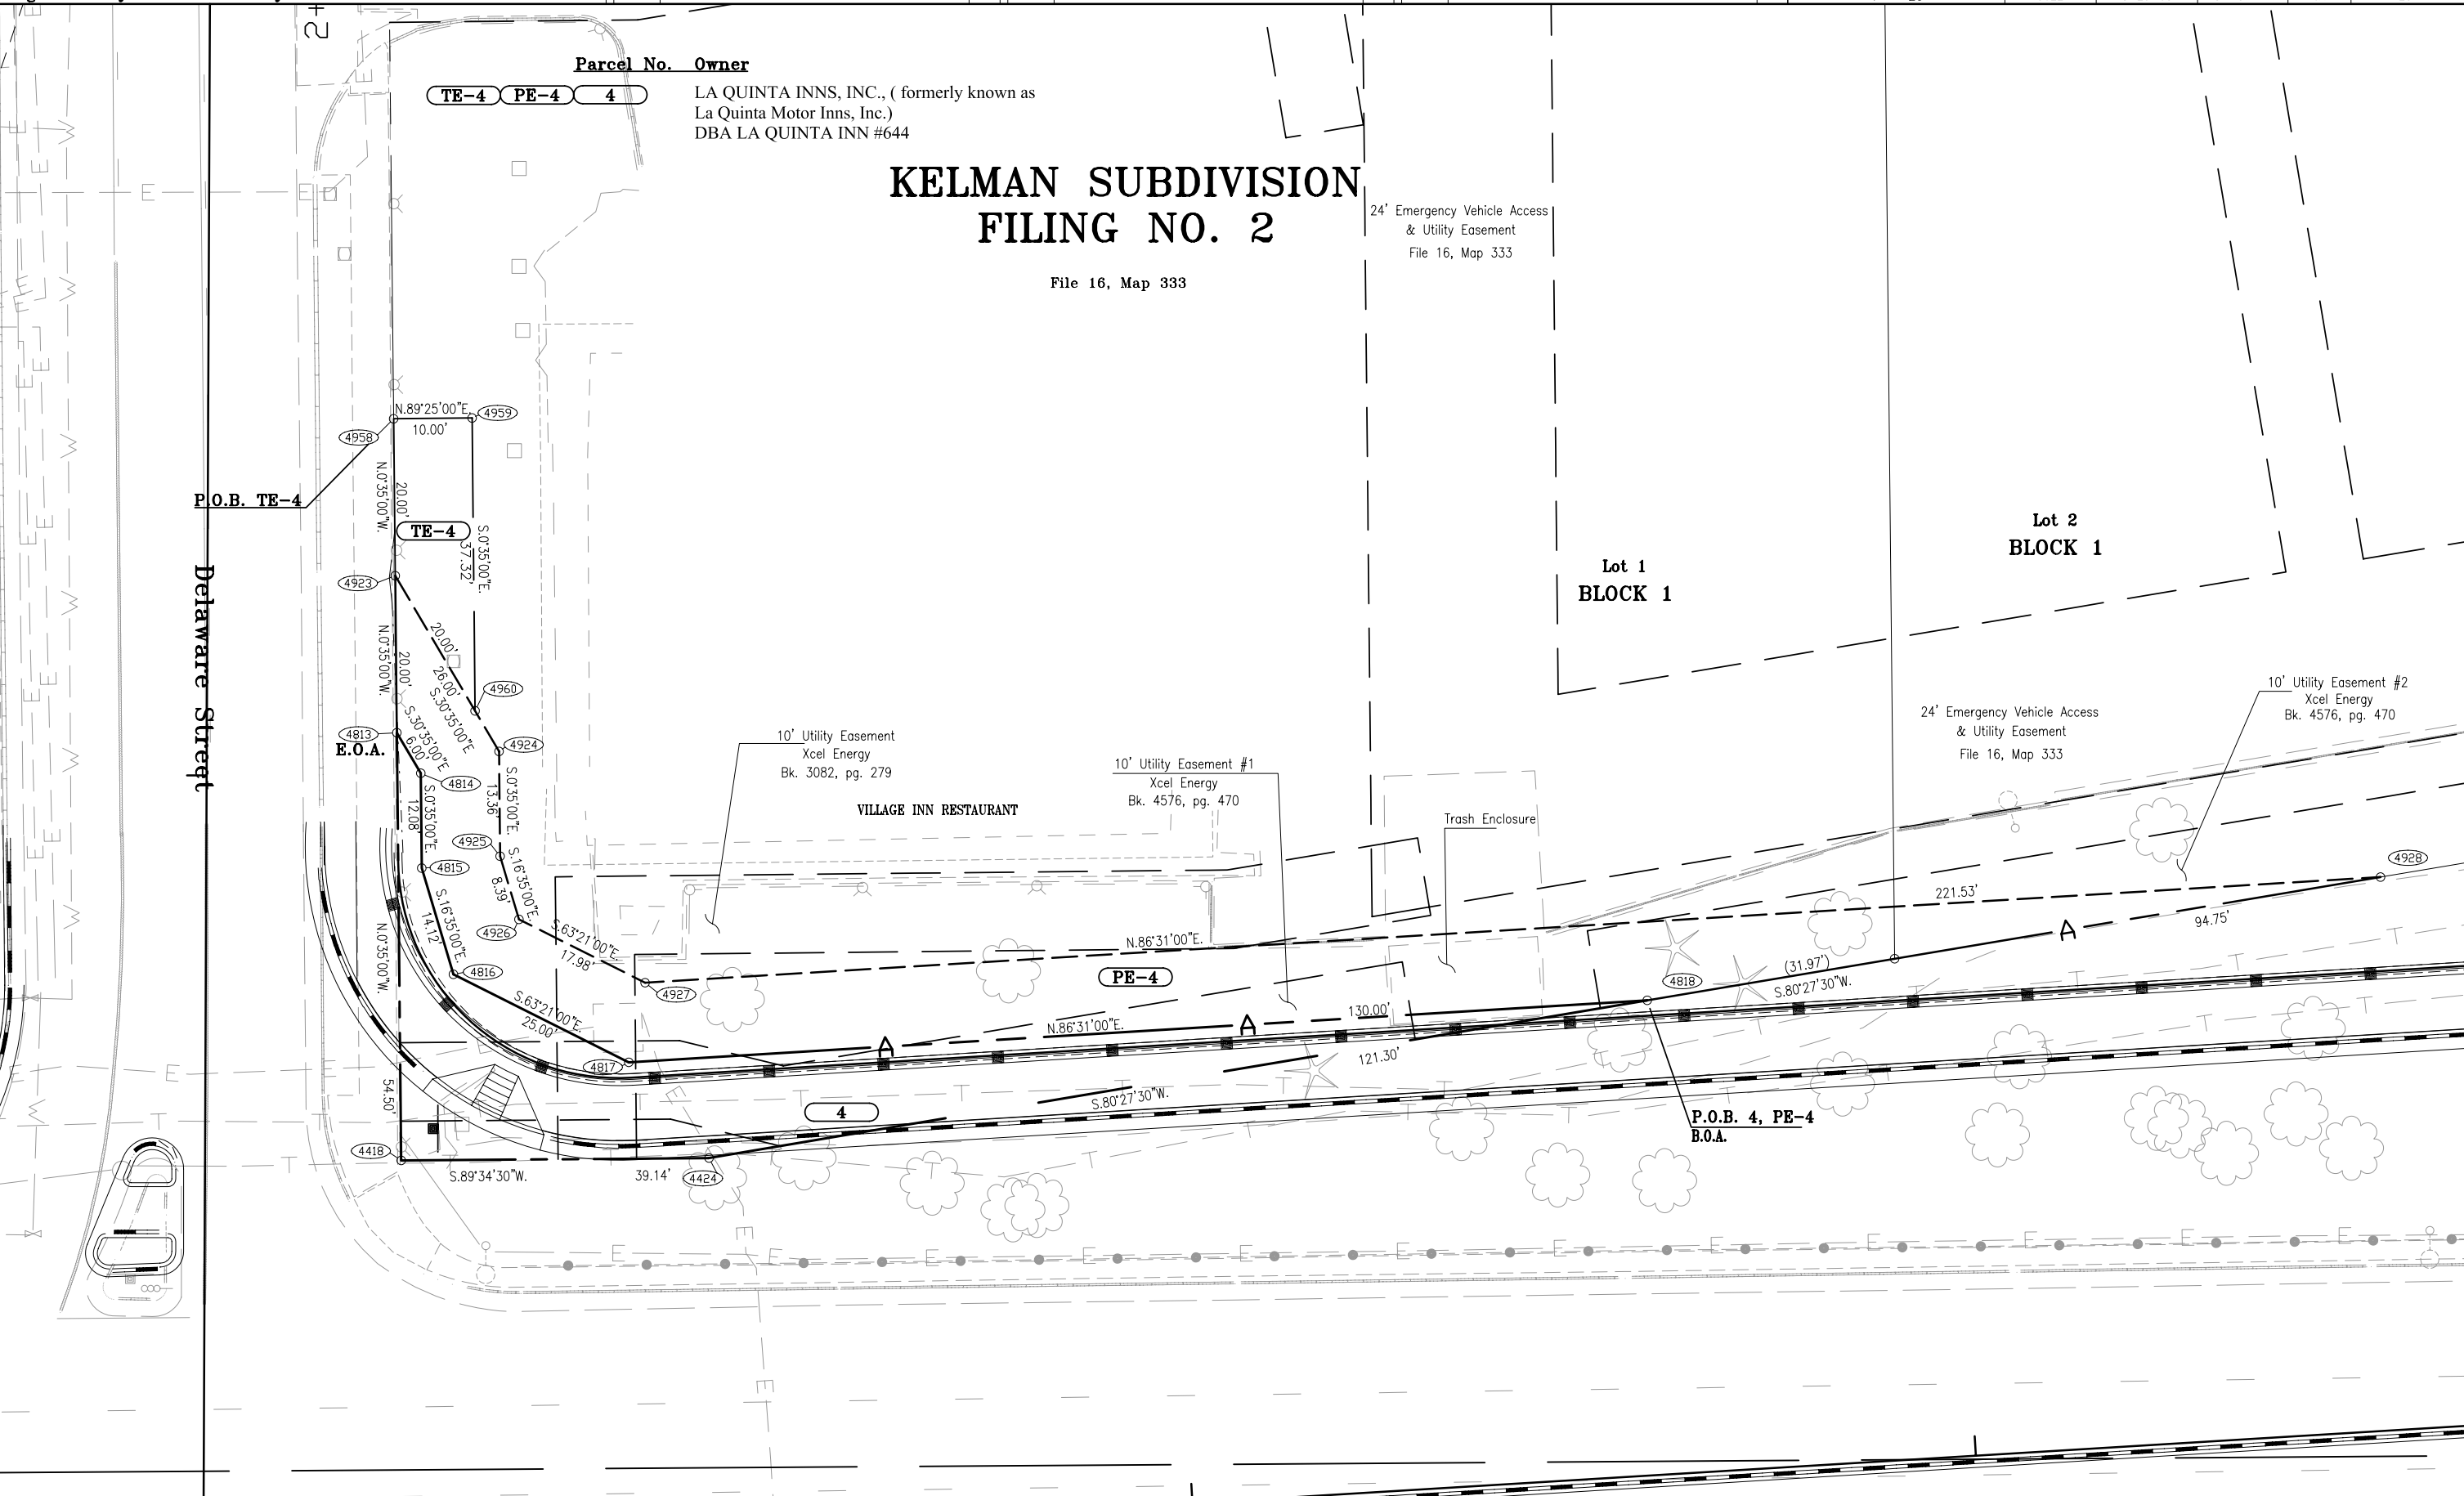 2+
Parcel No. Owner
TE-4 PE-4 4
LA QUINTA INNS, INC., ( formerly known as
La Quinta Motor Inns, Inc.)
DBA LA QUINTA INN #644
KELMAN SUBDIVISION
FILING NO. 2
File 16, Map 333
24' Emergency Vehicle Access
& Utility Easement
File 16, Map 333
N.89°25'00"E.
10.00'
4959
4958
N.0°35'00"W.
20.00'
P.O.B. TE-4
TE-4
S.0°35'00"E.
37.32'
4923
Delaware Street
Lot 1
BLOCK 1
Lot 2
BLOCK 1
N.0°35'00"W.
20.00'
20.00'
26.00'
S.30°35'00"E
4960
4813
E.O.A.
S.30°35'00"E.
6.00'
4924
4814
S.0°35'00"E.
12.08'
S.0°35'00"E.
13.36'
4925
4815
S.16°35'00"E.
8.39'
S.16°35'00"E.
14.12'
4926
S.63°21'00"E.
17.98'
4816
4927
S.63°21'00"E.
25.00'
4817
N.0°35'00"W.
54.50'
4418
S.89°34'30"W.
39.14'
4424
10' Utility Easement
Xcel Energy
Bk. 3082, pg. 279
VILLAGE INN RESTAURANT
10' Utility Easement #1
Xcel Energy
Bk. 4576, pg. 470
Trash Enclosure
24' Emergency Vehicle Access
& Utility Easement
File 16, Map 333
10' Utility Easement #2
Xcel Energy
Bk. 4576, pg. 470
4928
221.53'
94.75'
A
N.86°31'00"E.
PE-4
4818
(31.97')
S.80°27'30"W.
130.00'
N.86°31'00"E.
A
A
121.30'
S.80°27'30"W.
4
P.O.B. 4, PE-4
B.O.A.